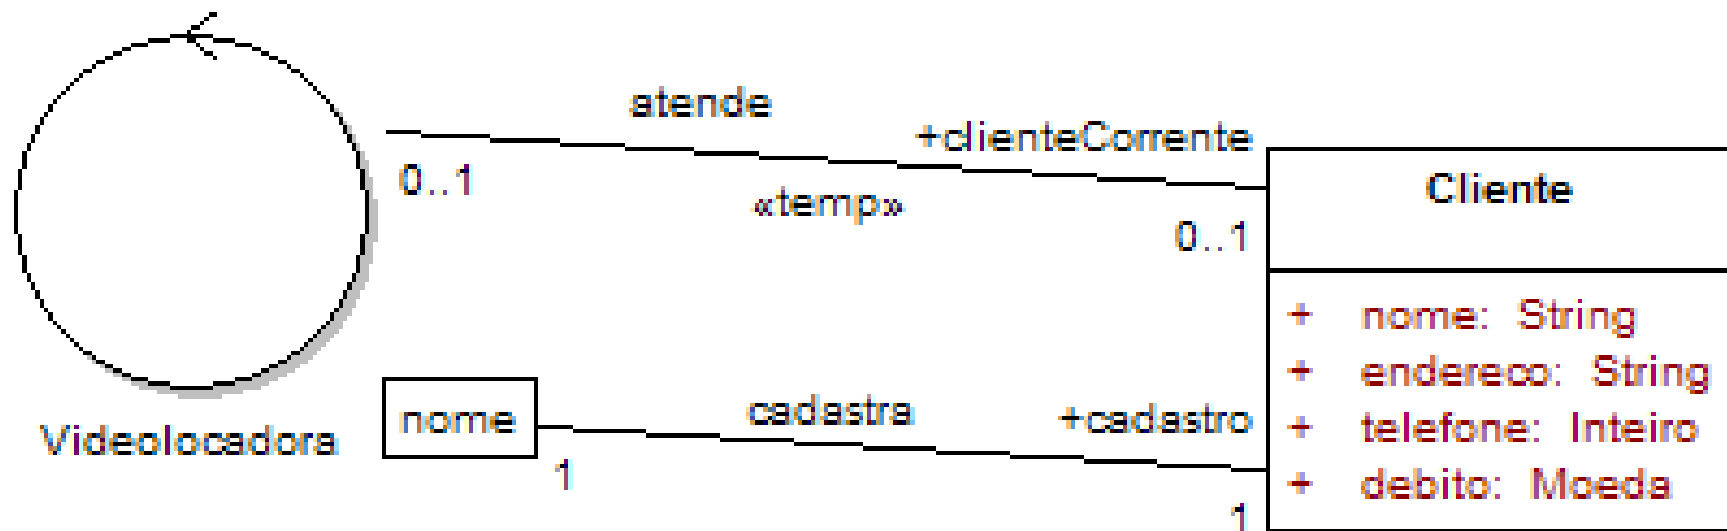 atende
+clienteCorrente
0..1
«temp»
0..1
Cliente
+ nome: String
+ endereco: String
+ telefone: Inteiro
+ debito: Moeda
Videolocadora
nome
cadastra
+cadastro
1
1